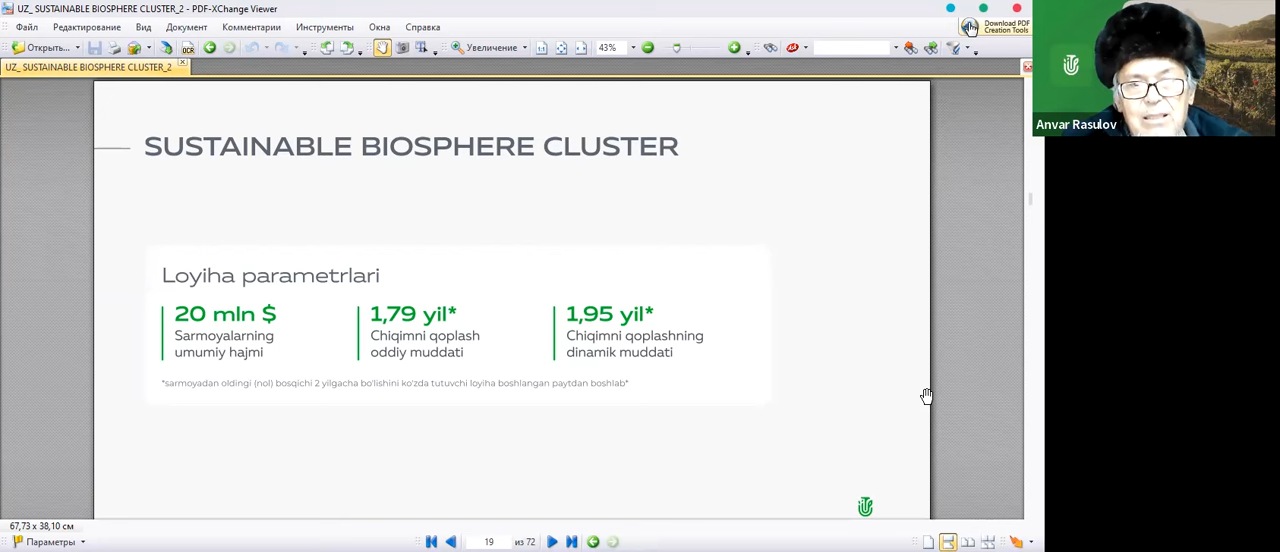 UZ_ SUSTAINABLE BIOSPHERE CLUSTER_2 - PDF-XChange Viewer
Файл Редактирование Вид Документ Комментарии Инструменты Окна Справка
Download PDF
Creation Tools
Открыть... OCR Увеличение 43%
UZ_ SUSTAINABLE BIOSPHERE CLUSTER_2
Anvar Rasulov
SUSTAINABLE BIOSPHERE CLUSTER
Loyiha parametrlari
20 mln $ 1,79 yil* 1,95 yil*
Sarmoyalarning Chiqimni qoplash Chiqimni qoplashning
umumiy hajmi oddiy muddati dinamik muddati
*sarmoyadan oldingi (nol) bosqichi 2 yilgacha bo'lishini ko'zda tutuvchi loyiha boshlangan paytdan boshlab*
67,73 x 38,10 см
Параметры 19 из 72